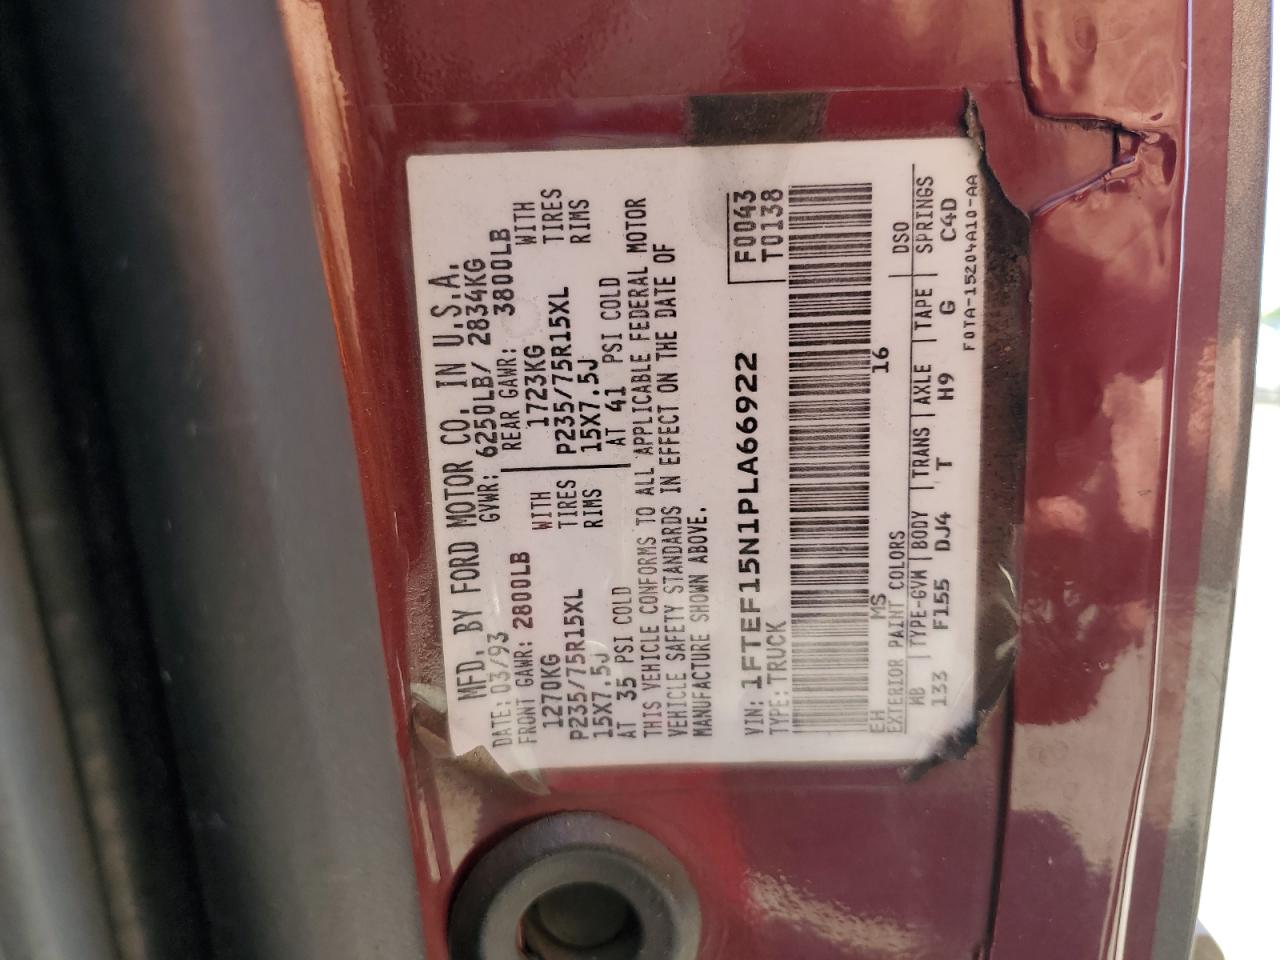 MFD. BY FORD MOTOR CO. IN U.S.A.
DATE: 03/93 GVWR: 6250LB/ 2834KG
FRONT GAWR: 2800LB REAR GAWR: 3800LB
1270KG WITH 1723KG WITH
P235/75R15XL TIRES P235/75R15XL TIRES
15X7.5J RIMS 15X7.5J RIMS
AT 35 PSI COLD AT 41 PSI COLD
THIS VEHICLE CONFORMS TO ALL APPLICABLE FEDERAL MOTOR
VEHICLE SAFETY STANDARDS IN EFFECT ON THE DATE OF
MANUFACTURE SHOWN ABOVE.
VIN: 1FTEF15N1PLA66922 F0043
TYPE: TRUCK T0138
EH MS 16
EXTERIOR PAINT COLORS DSO
WB TYPE-GVW BODY TRANS AXLE TAPE SPRINGS
133 F155 DJ4 T H9 G C4D
F0TA-15204A10-AA